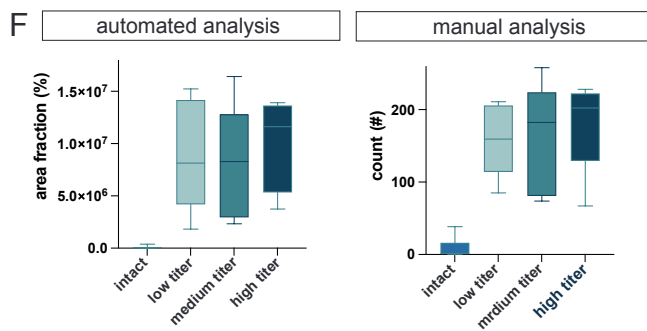 F
automated analysis
manual analysis
area fraction (%)
1.5×10⁷
1.0×10⁷
5.0×10⁶
0.0
intact
low titer
medium titer
high titer
count (#)
200
100
0
intact
low titer
mrdium titer
high titer